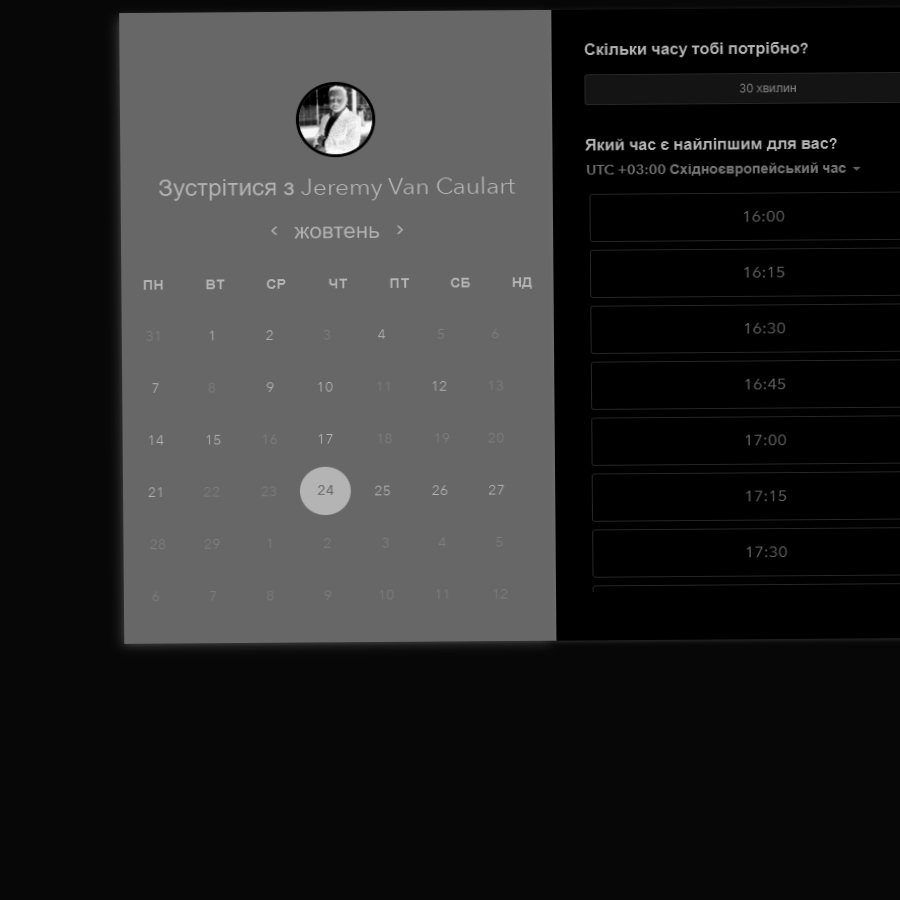 Зустрітися з Jeremy Van Caulart
жовтень
ПН ВТ СР ЧТ ПТ СБ НД
31 1 2 3 4 5 6
7 8 9 10 11 12 13
14 15 16 17 18 19 20
21 22 23 24 25 26 27
28 29 1 2 3 4 5
6 7 8 9 10 11 12
Скільки часу тобі потрібно?
30 хвилин
Який час є найліпшим для вас?
UTC +03:00 Східноєвропейський час
16:00
16:15
16:30
16:45
17:00
17:15
17:30